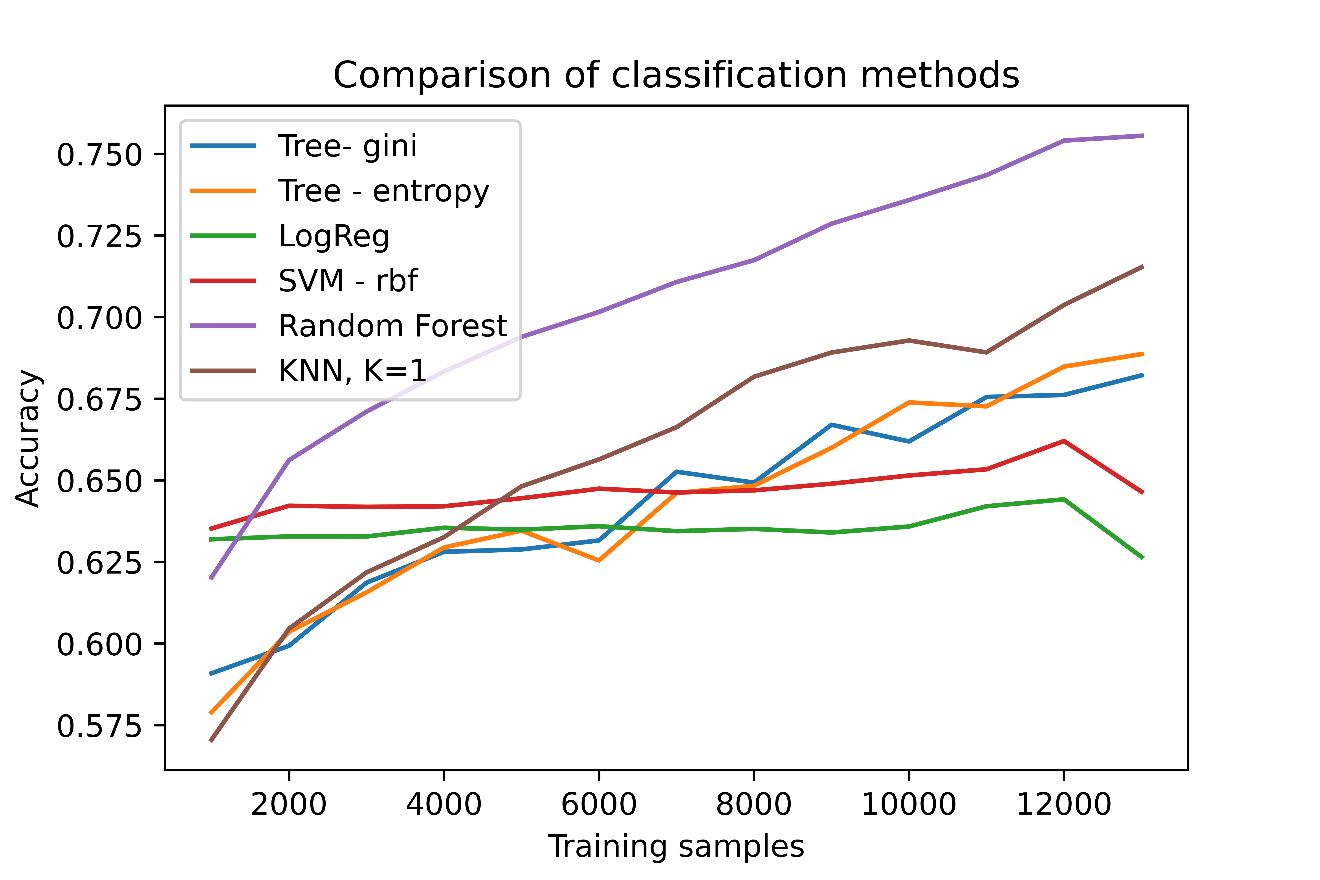 Comparison of classification methods
Tree- gini
Tree - entropy
LogReg
SVM - rbf
Random Forest
KNN, K=1
0.750
0.725
0.700
0.675
0.650
0.625
0.600
0.575
Accuracy
2000 4000 6000 8000 10000 12000
Training samples